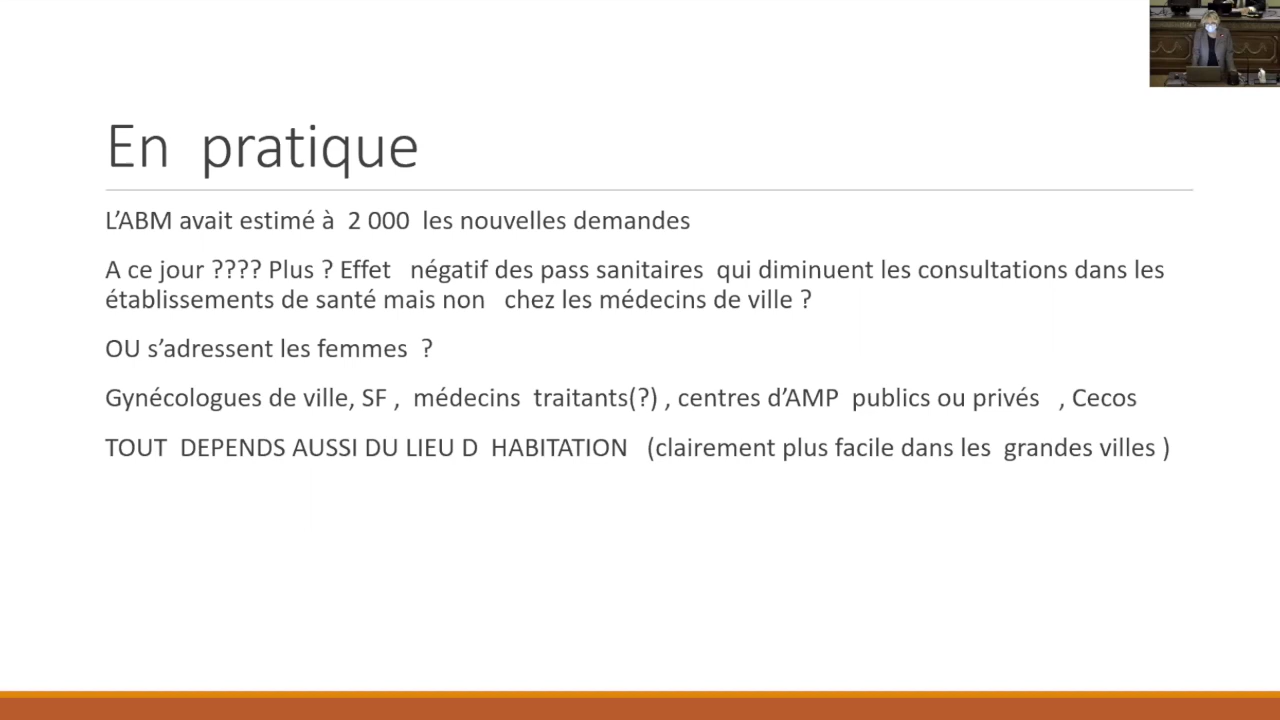 En pratique
L’ABM avait estimé à 2 000 les nouvelles demandes
A ce jour ???? Plus ? Effet négatif des pass sanitaires qui diminuent les consultations dans les
établissements de santé mais non chez les médecins de ville ?
OU s’adressent les femmes ?
Gynécologues de ville, SF , médecins traitants(?) , centres d’AMP publics ou privés , Cecos
TOUT DEPENDS AUSSI DU LIEU D HABITATION (clairement plus facile dans les grandes villes )